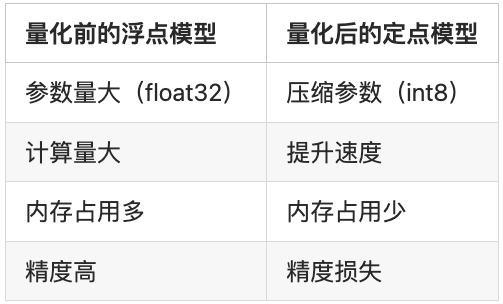 量化前的浮点模型 量化后的定点模型
参数量大（float32） 压缩参数（int8）
计算量大 提升速度
内存占用多 内存占用少
精度高 精度损失